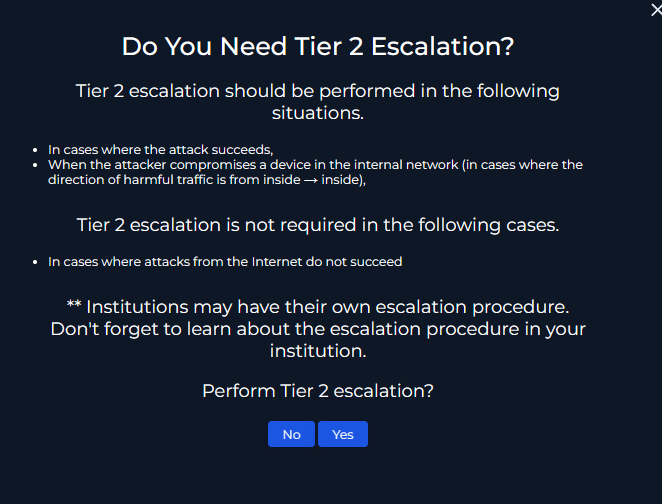 Do You Need Tier 2 Escalation?
Tier 2 escalation should be performed in the following
situations.
• In cases where the attack succeeds,
• When the attacker compromises a device in the internal network (in cases where the
direction of harmful traffic is from inside → inside),
Tier 2 escalation is not required in the following cases.
• In cases where attacks from the Internet do not succeed
** Institutions may have their own escalation procedure.
Don't forget to learn about the escalation procedure in your
institution.
Perform Tier 2 escalation?
No Yes